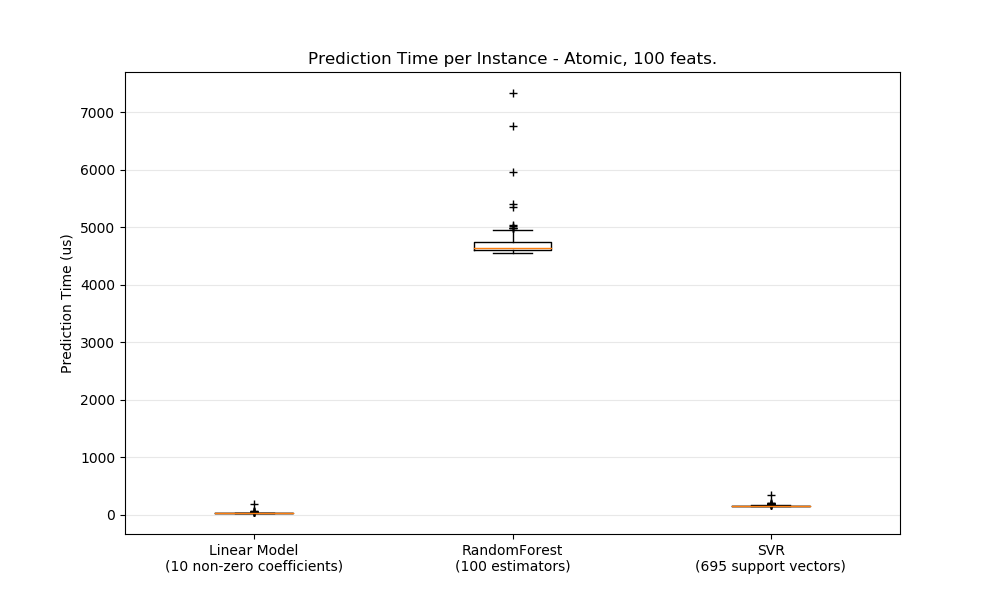 Prediction Time per Instance - Atomic, 100 feats.
Prediction Time (us)
7000
6000
5000
4000
3000
2000
1000
0
Linear Model
(10 non-zero coefficients)
RandomForest
(100 estimators)
SVR
(695 support vectors)